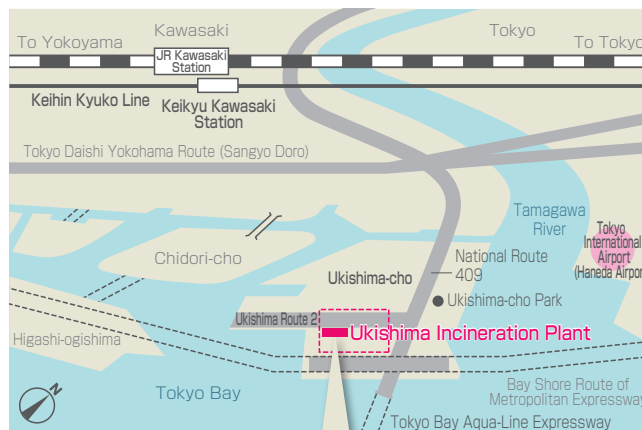 To Yokoyama
Kawasaki
Tokyo
To Tokyo
JR Kawasaki
Station
Keihin Kyuko Line
Keikyu Kawasaki
Station
Tokyo Daishi Yokohama Route (Sangyo Doro)
Tamagawa
River
Tokyo
International
Airport
(Haneda Airport
Chidori-cho
Ukishima-cho
National Route
409
Ukishima-cho Park
Ukishima Route 2
Ukishima Incineration Plant
Higashi-ogishima
Tokyo Bay
Bay Shore Route of
Metropolitan Expressway
Tokyo Bay Aqua-Line Expressway
N